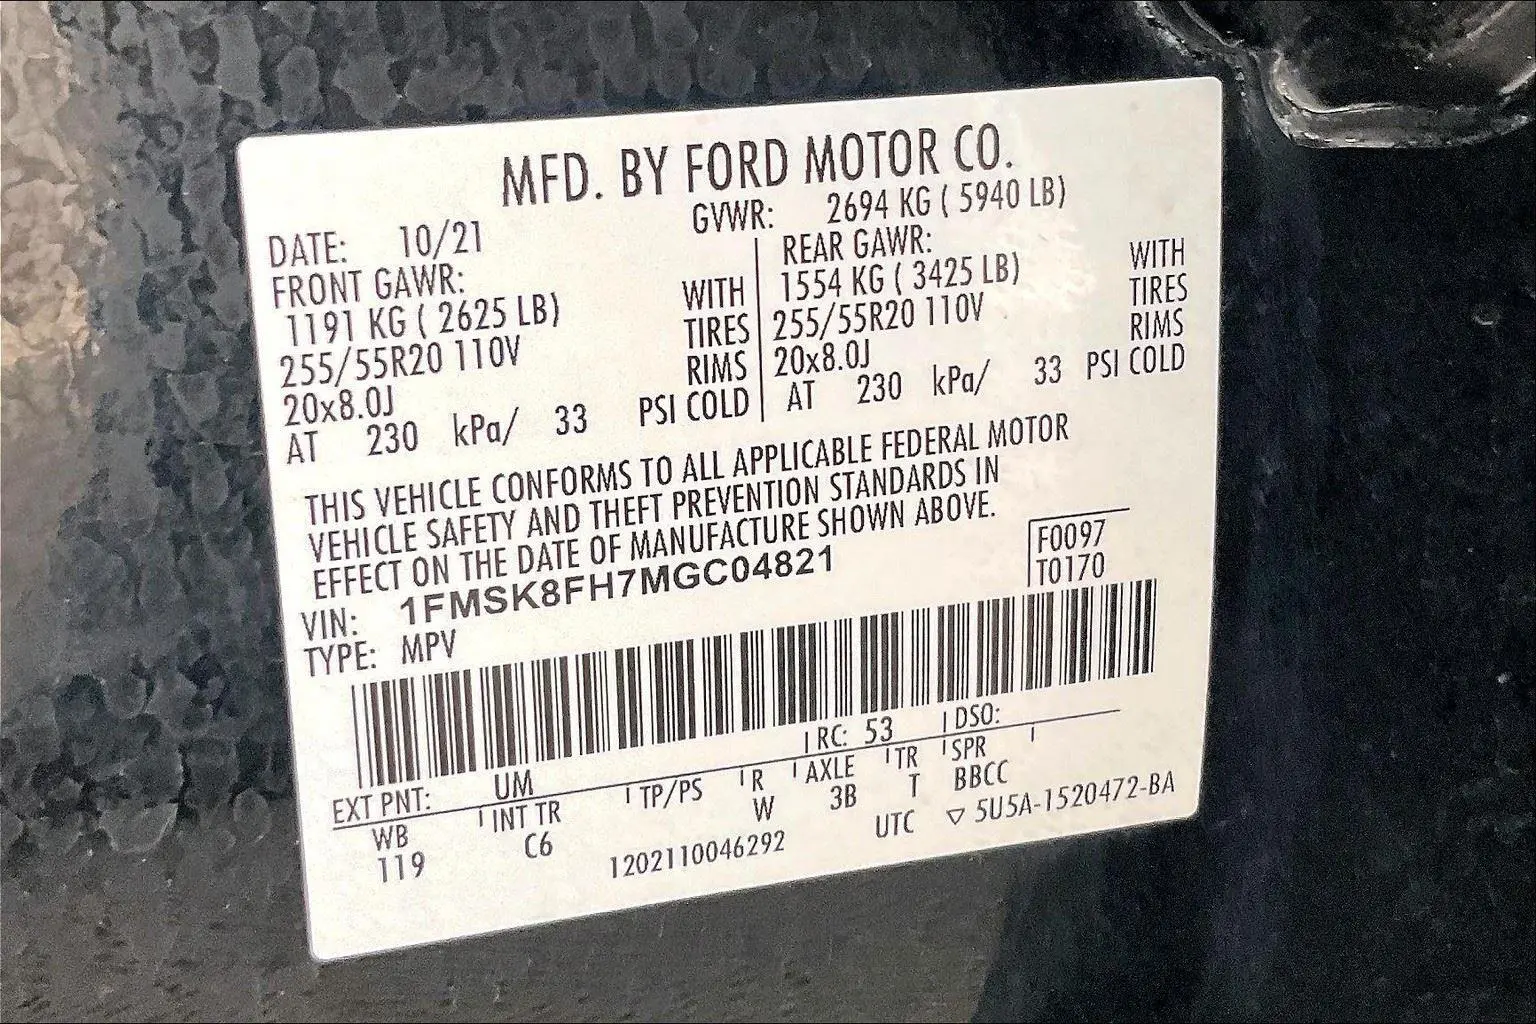 MFD. BY FORD MOTOR CO.
DATE: 10/21 GVWR: 2694 KG ( 5940 LB)
FRONT GAWR: REAR GAWR:
1191 KG ( 2625 LB) WITH 1554 KG ( 3425 LB) WITH
255/55R20 110V TIRES 255/55R20 110V TIRES
20x8.0J RIMS 20x8.0J RIMS
AT 230 kPa/ 33 PSI COLD AT 230 kPa/ 33 PSI COLD
THIS VEHICLE CONFORMS TO ALL APPLICABLE FEDERAL MOTOR
VEHICLE SAFETY AND THEFT PREVENTION STANDARDS IN
EFFECT ON THE DATE OF MANUFACTURE SHOWN ABOVE.
VIN: 1FMSK8FH7MGC04821 F0097
TYPE: MPV T0170
EXT PNT: UM RC: 53 DSO:
WB INT TR TP/PS R AXLE TR SPR
119 C6 W 3B T BBCC
1202110046292 UTC ▽ 5U5A-1520472-BA